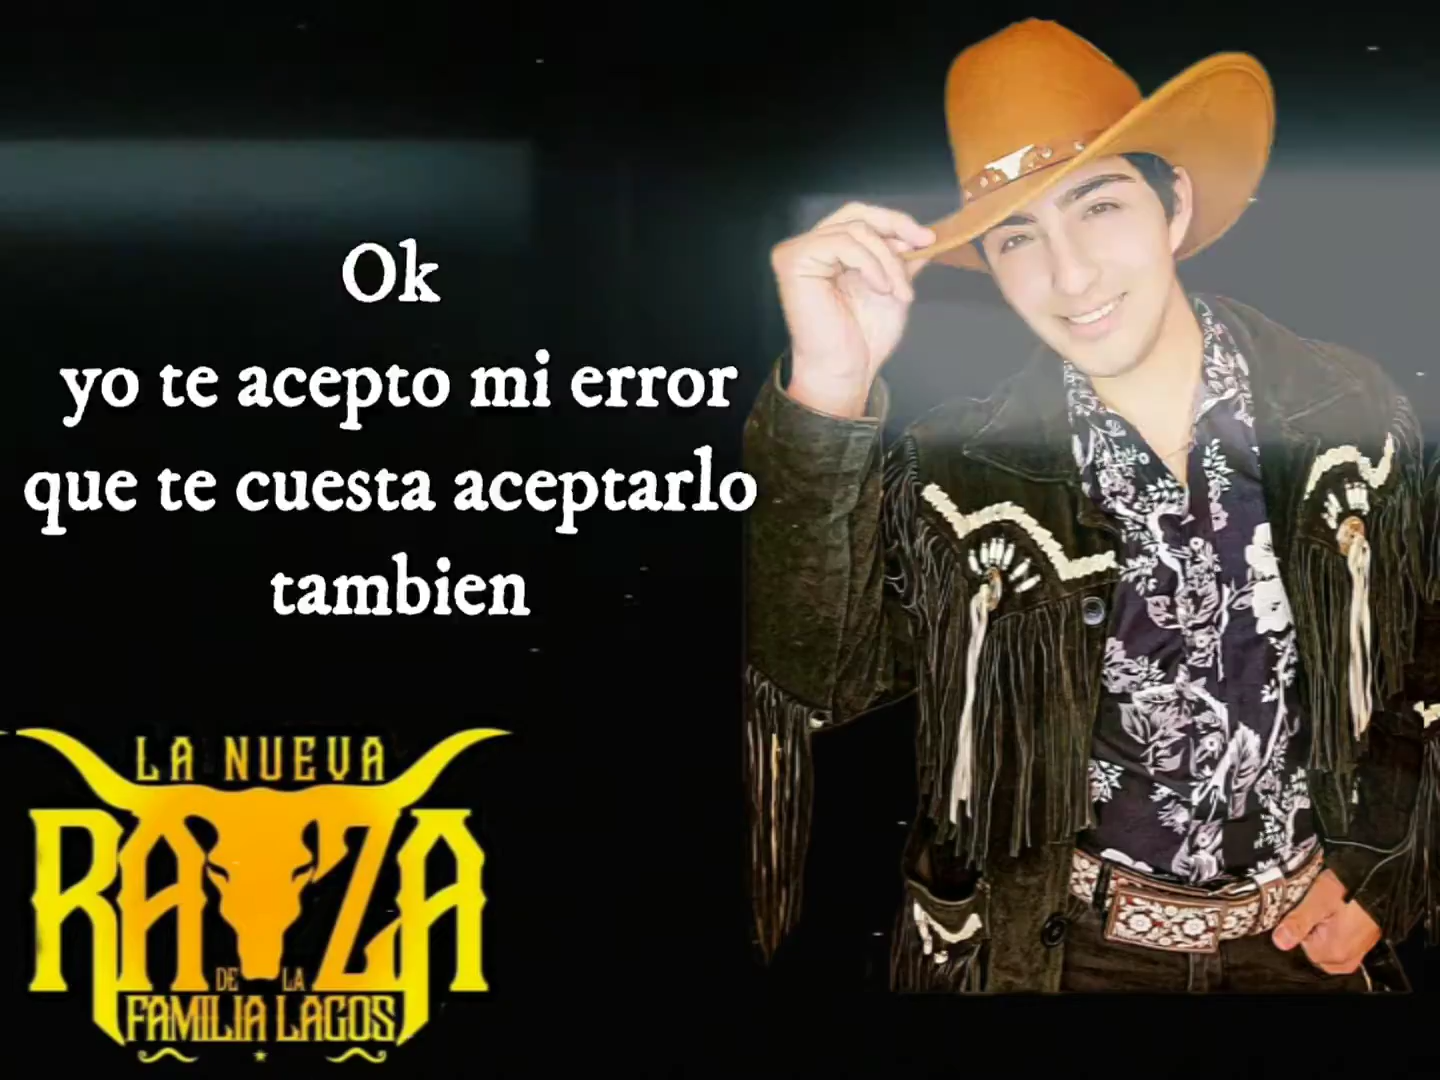 Ok
yo te acepto mi error
que te cuesta aceptarlo
tambien
LA NUEVA
RAZA
DE LA
FAMILIA LAGOS